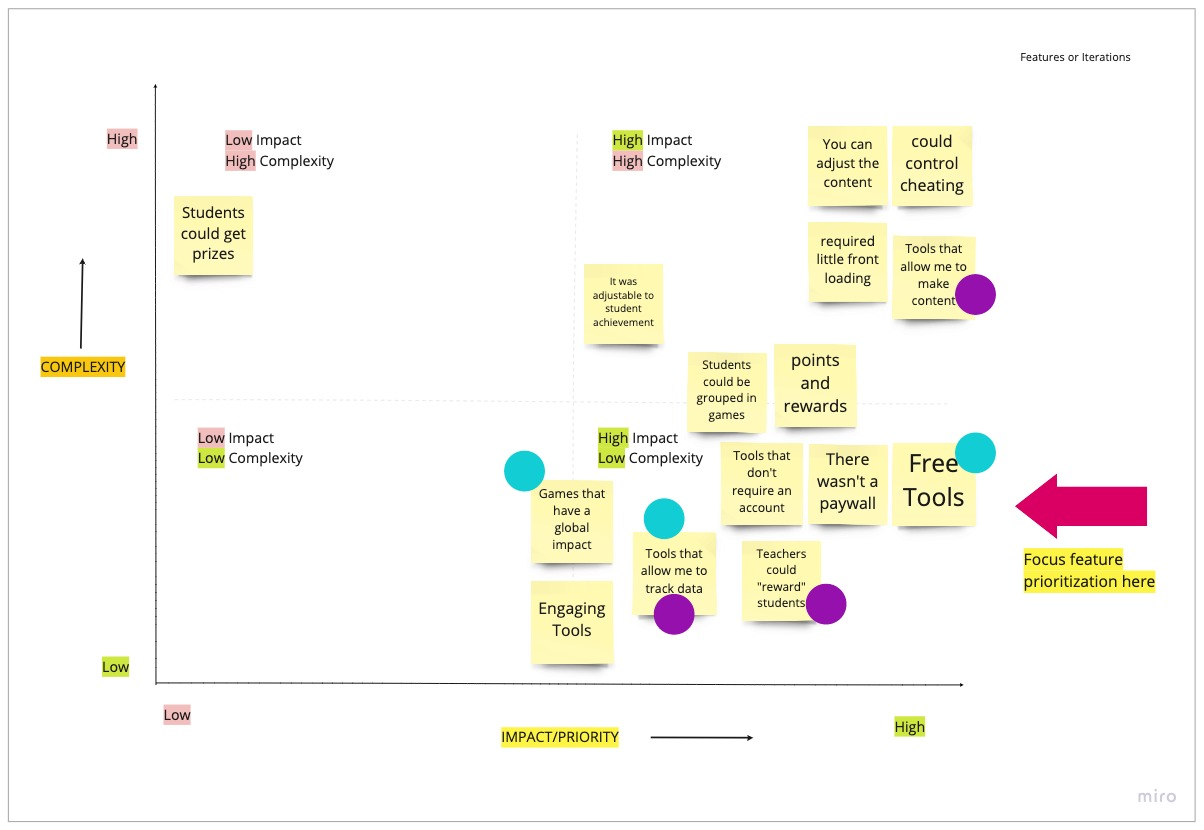 Features or Iterations
High
Low Impact
High Complexity
High Impact
High Complexity
You can
adjust the
content
could
control
cheating
Students
could get
prizes
required
little front
loading
Tools that
allow me to
make
content
It was
adjustable to
student
achievement
COMPLEXITY
Students
could be
grouped in
games
points
and
rewards
Low Impact
Low Complexity
High Impact
Low Complexity
Tools that
don't
require an
account
There
wasn't a
paywall
Free
Tools
Games that
have a
global
impact
Tools that
allow me to
track data
Teachers
could
"reward"
students
Focus feature
prioritization here
Engaging
Tools
Low
Low
IMPACT/PRIORITY
High
miro